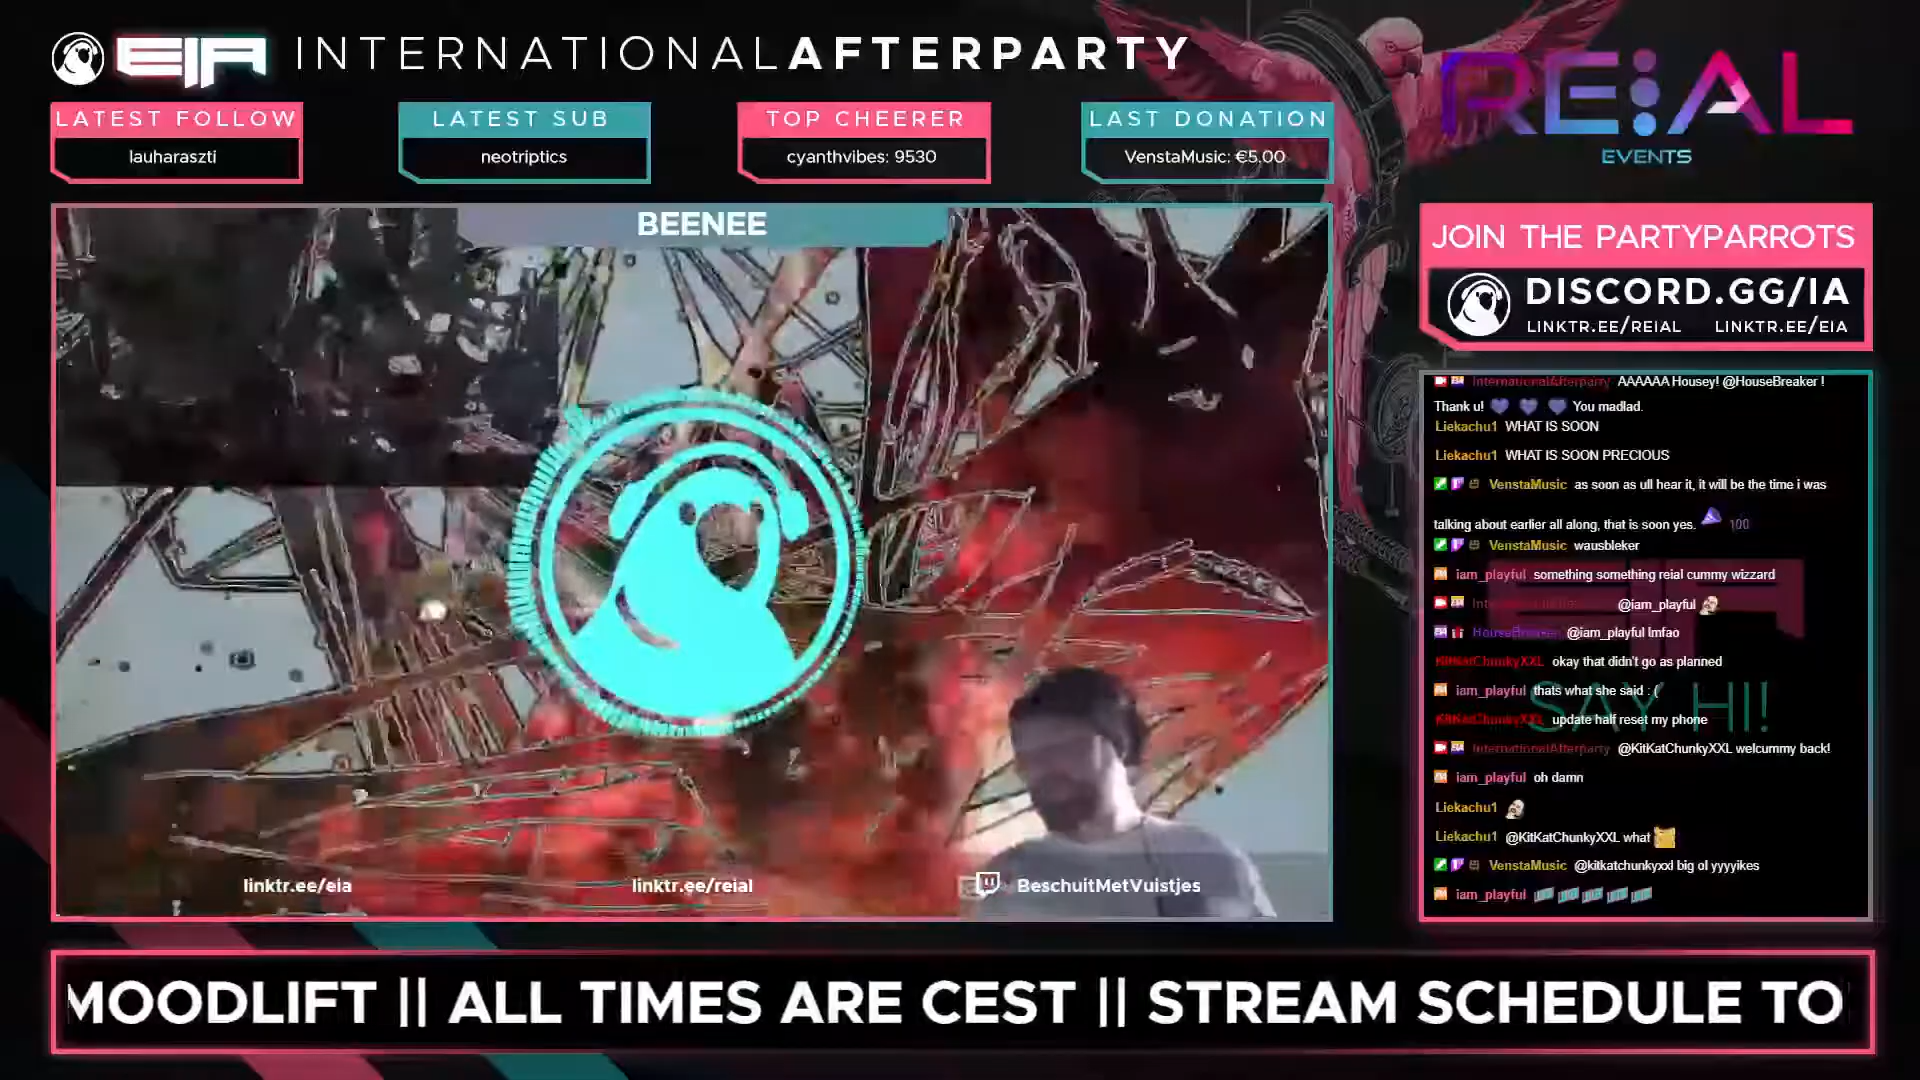 EIA INTERNATIONALAFTERPARTY
RE:AL
EVENTS
LATEST FOLLOW
lauharaszti
LATEST SUB
neotriptics
TOP CHEERER
cyanthvibes: 9530
LAST DONATION
VenstaMusic: €5.00
BEENEE
JOIN THE PARTYPARROTS
DISCORD.GG/IA
LINKTR.EE/REIAL LINKTR.EE/EIA
InternationalAfterparty AAAAAA Housey! @HouseBreaker !
Thank u! You madlad.
Liekachu1 WHAT IS SOON
Liekachu1 WHAT IS SOON PRECIOUS
VenstaMusic as soon as ull hear it, it will be the time i was
talking about earlier all along, that is soon yes. 100
VenstaMusic wausbleker
iam_playful something something reial cummy wizzard
@iam_playful
HouseBreaker @iam_playful lmfao
KitKatChunkyXXL okay that didn't go as planned
iam_playful thats what she said : (
KitKatChunkyXXL update half reset my phone
InternationalAfterparty @KitKatChunkyXXL welcummy back!
iam_playful oh damn
Liekachu1
Liekachu1 @KitKatChunkyXXL what
VenstaMusic @kitkatchunkyxxl big ol yyyyikes
iam_playful
SAY HI!
linktr.ee/eia
linktr.ee/reial
BeschuitMetVuistjes
MOODLIFT || ALL TIMES ARE CEST || STREAM SCHEDULE TO